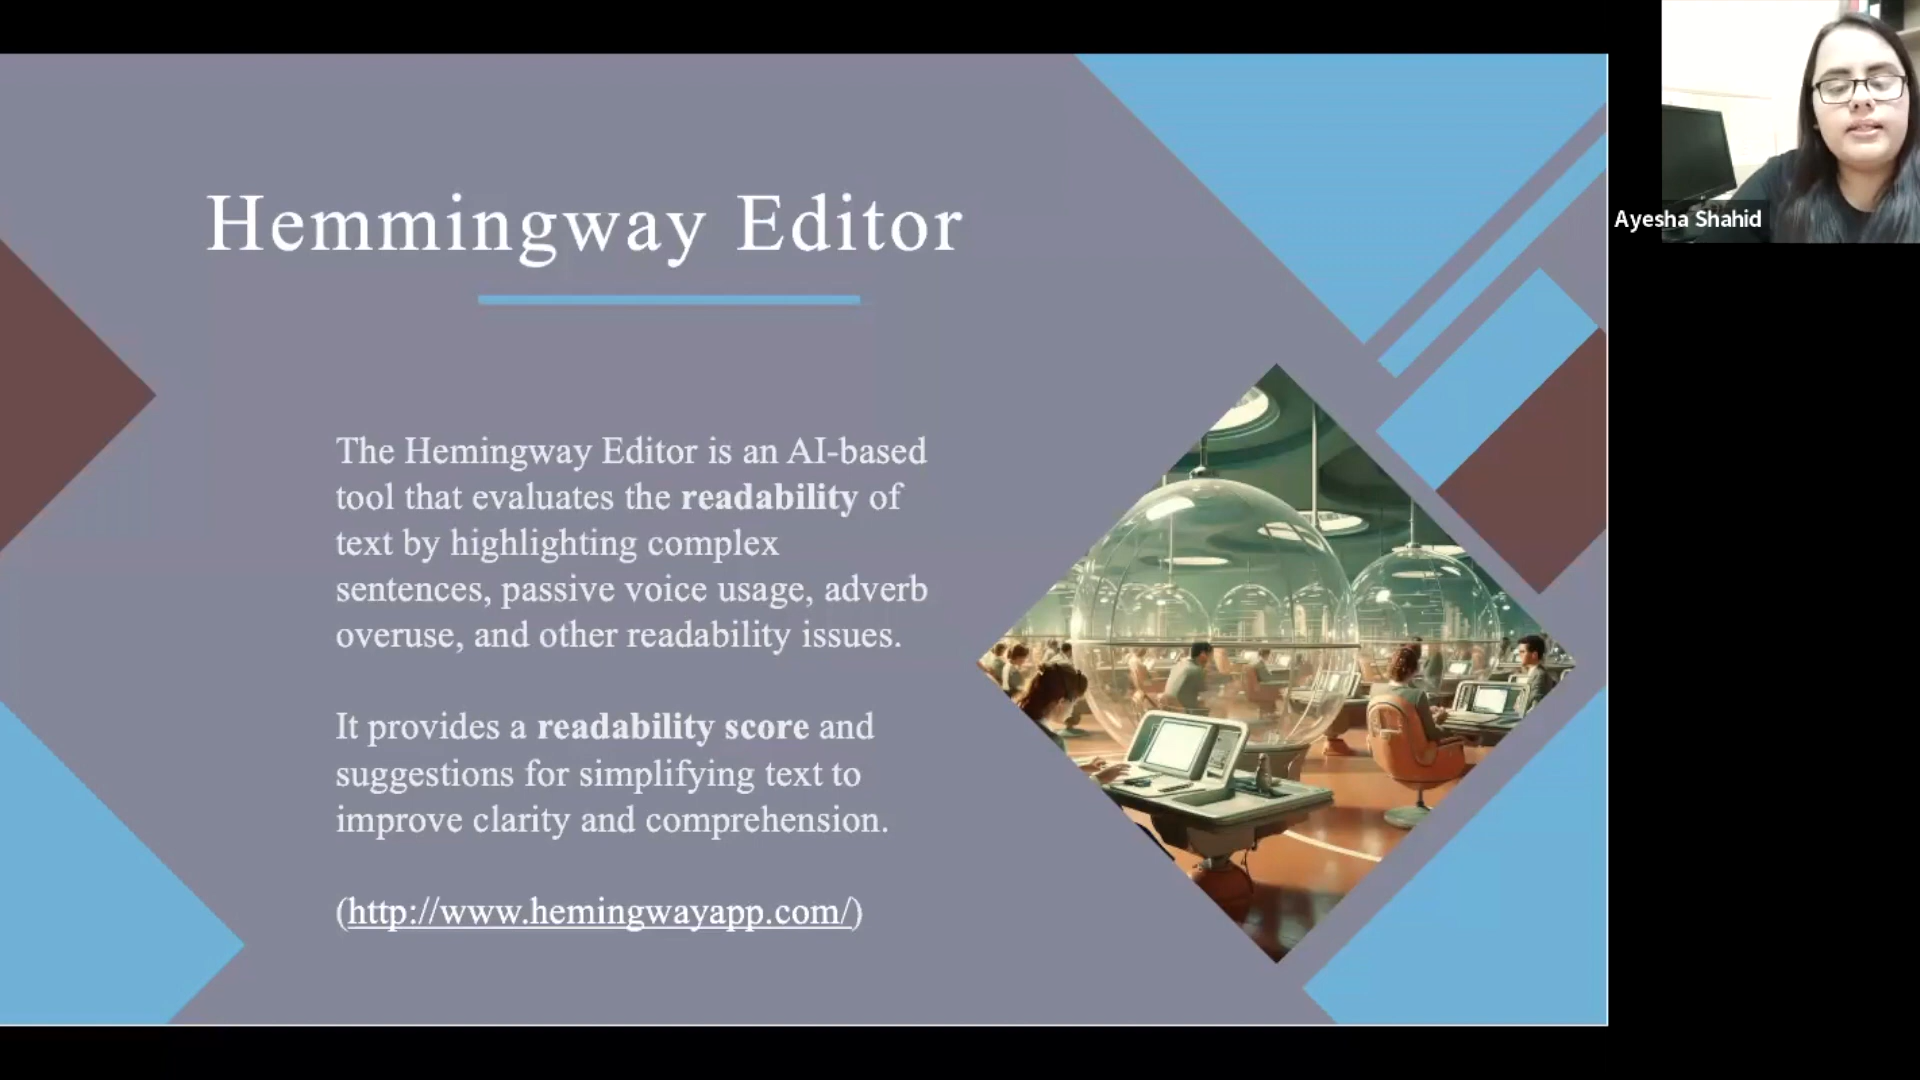 Hemmingway Editor
The Hemingway Editor is an AI-based
tool that evaluates the readability of
text by highlighting complex
sentences, passive voice usage, adverb
overuse, and other readability issues.
It provides a readability score and
suggestions for simplifying text to
improve clarity and comprehension.
(http://www.hemingwayapp.com/)
Ayesha Shahid